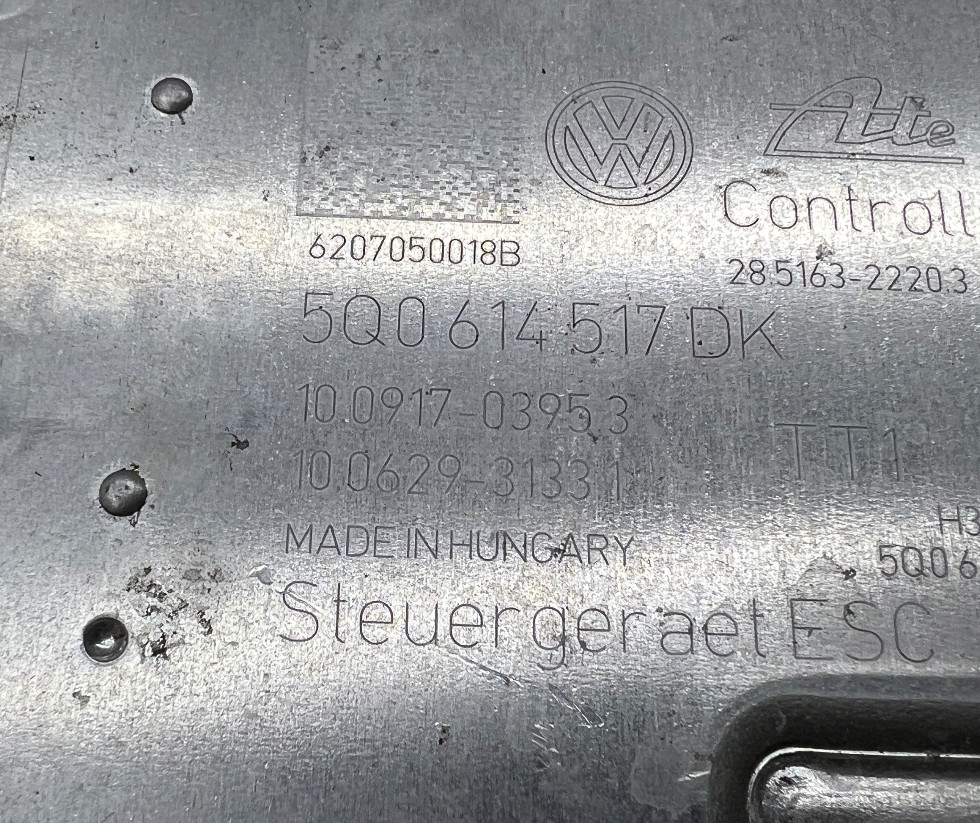 VW
Ate
Controll
6207050018B
28.5163-2220.3
5Q0 614 517 DK
10.0917-0395.3
TT1
10.0629-3133.1
H3
MADE IN HUNGARY
5Q0 6
Steuergeraet ESC